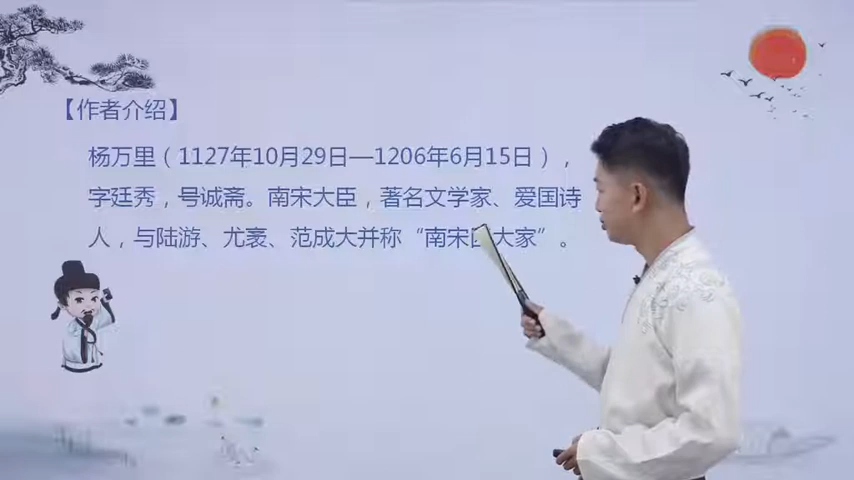 【作者介绍】
杨万里（1127年10月29日—1206年6月15日），
字廷秀，号诚斋。南宋大臣，著名文学家、爱国诗
人，与陆游、尤袤、范成大并称“南宋四大家”。